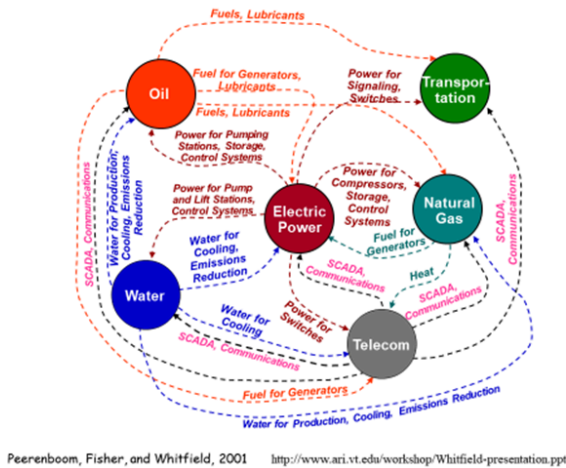 Fuels, Lubricants
Oil
Fuel for Generators,
Lubricants
Fuels, Lubricants
Power for
Signaling,
Switches
Transpor-
tation
Power for Pumping
Stations, Storage,
Control Systems
SCADA, Communications
Water for Production,
Cooling, Emissions
Reduction
Power for Pump
and Lift Stations,
Control Systems
Electric
Power
Power for
Compressors,
Storage,
Control
Systems
Natural
Gas
SCADA,
Communications
Water for
Cooling,
Emissions
Reduction
Fuel for
Generators
Heat
SCADA,
Communications
SCADA,
Communications
Water
Water for
Cooling
Power for
Switches
SCADA, Communications
Telecom
Fuel for Generators
Water for Production, Cooling, Emissions Reduction
Peerenboom, Fisher, and Whitfield, 2001
http://www.ari.vt.edu/workshop/Whitfield-presentation.ppt